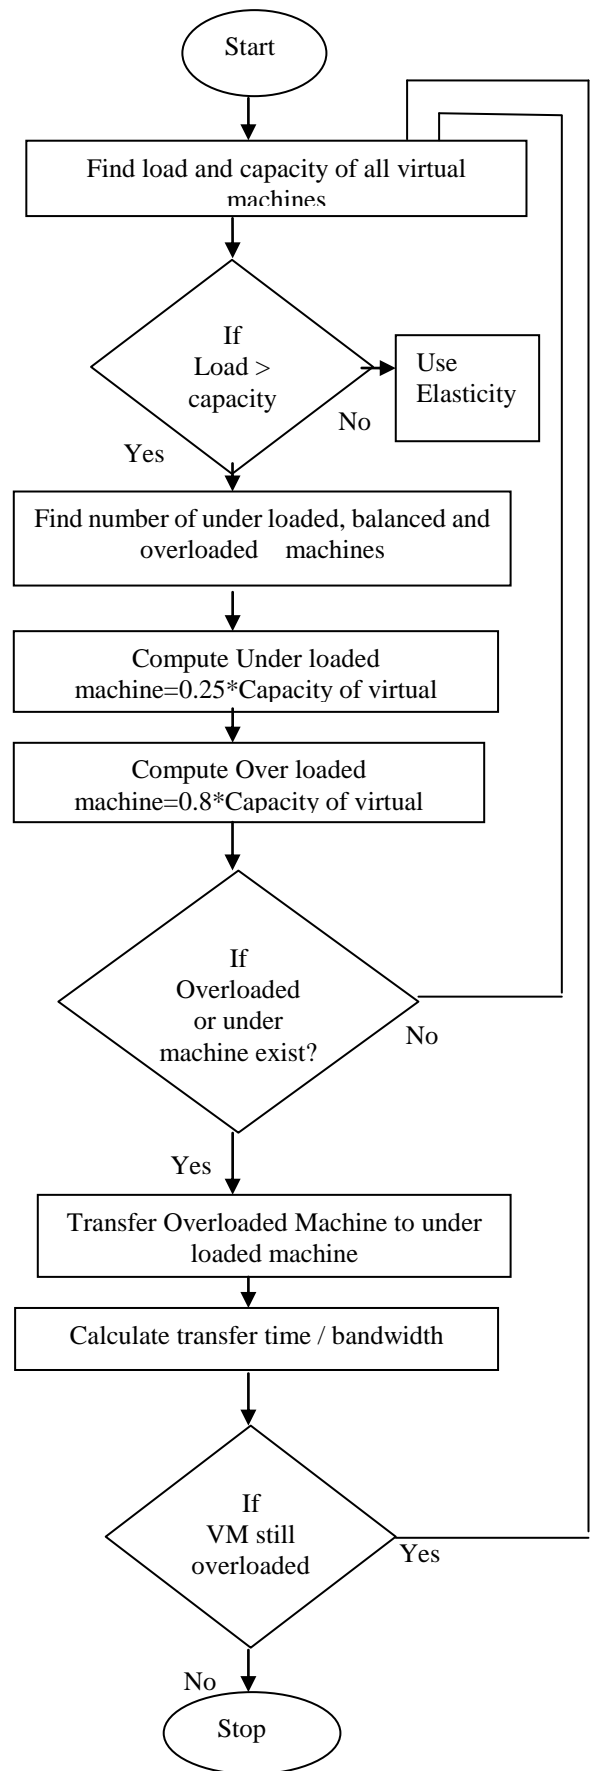 Start
Find load and capacity of all virtual
machines
If
Load >
capacity
Use
Elasticity
No
Yes
Find number of under loaded, balanced and
overloaded machines
Compute Under loaded
machine=0.25*Capacity of virtual
Compute Over loaded
machine=0.8*Capacity of virtual
If
Overloaded
or under
machine exist?
No
Yes
Transfer Overloaded Machine to under
loaded machine
Calculate transfer time / bandwidth
If
VM still
overloaded
Yes
No
Stop